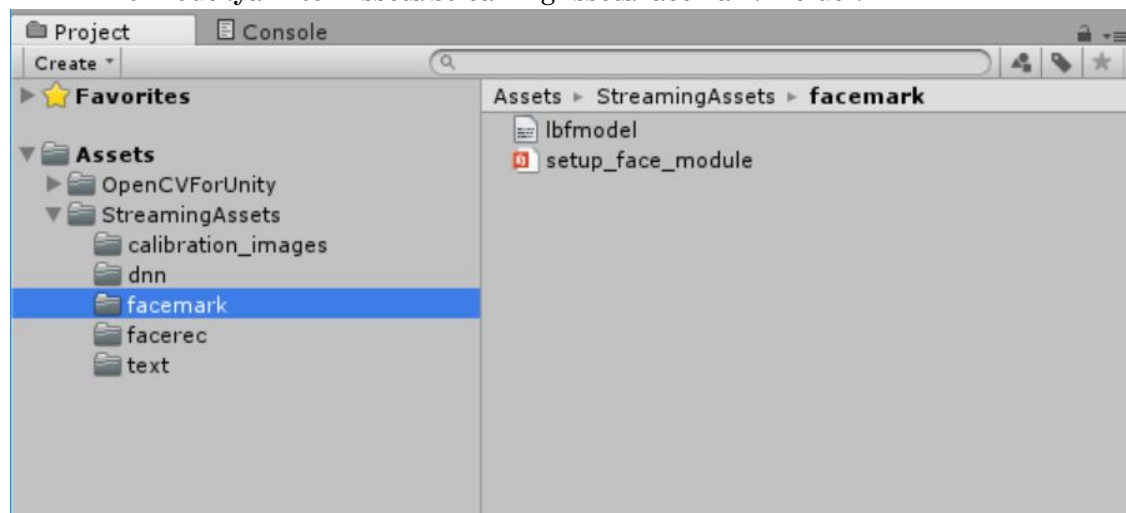 Project Console
Create
Favorites
Assets
OpenCVForUnity
StreamingAssets
calibration_images
dnn
facemark
facerec
text
Assets ▸ StreamingAssets ▸ facemark
lbfmodel
setup_face_module